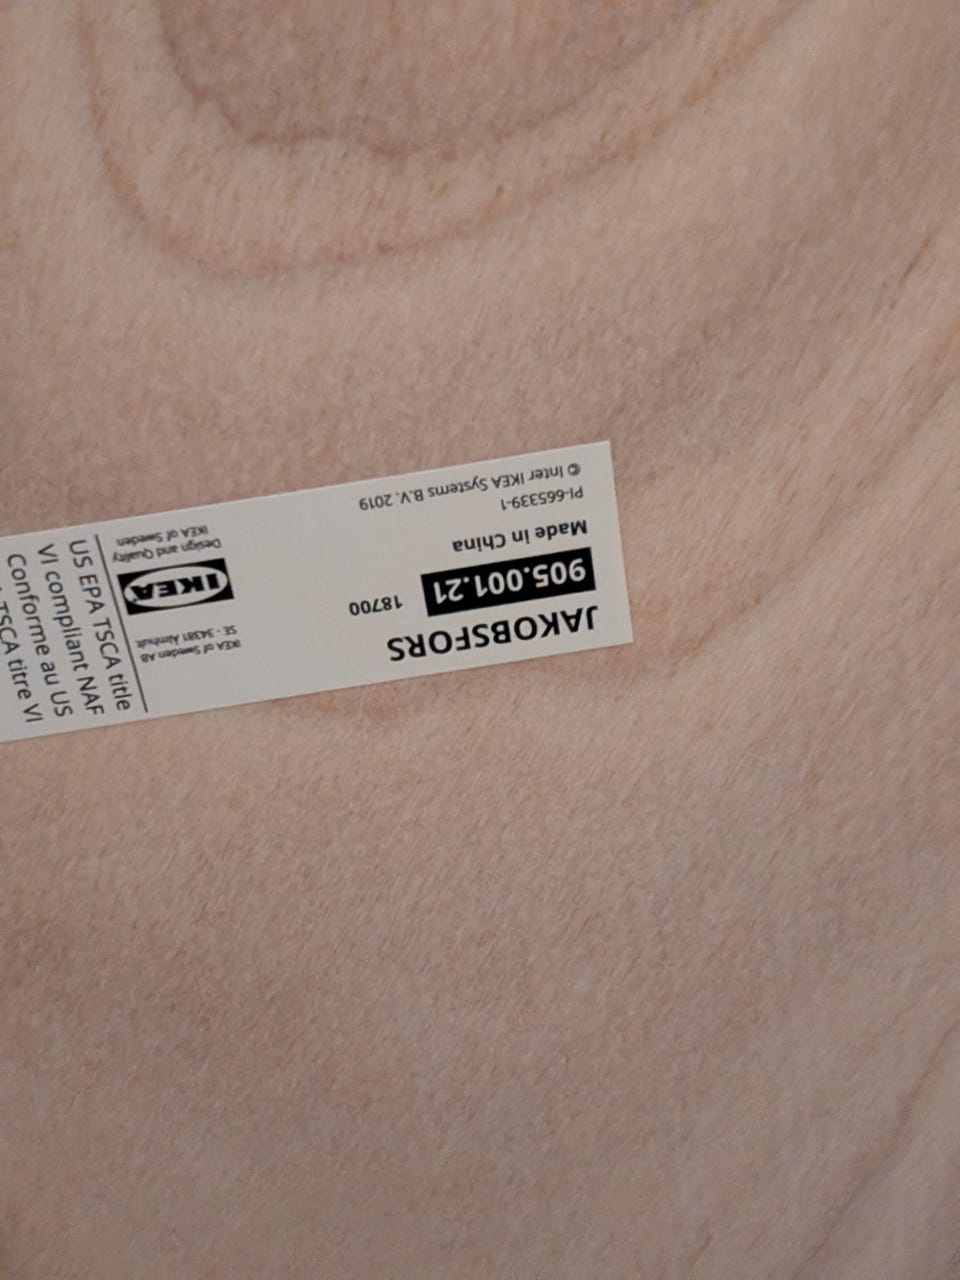 JAKOBSFORS
905.001.21 18700
Made in China
PI-665339-1
© Inter IKEA Systems B.V. 2019
IKEA of Sweden AB
SE - 34381 Älmhult
IKEA
Design and Quality
IKEA of Sweden
US EPA TSCA title
VI compliant NAF
Conforme au US
TSCA titre VI